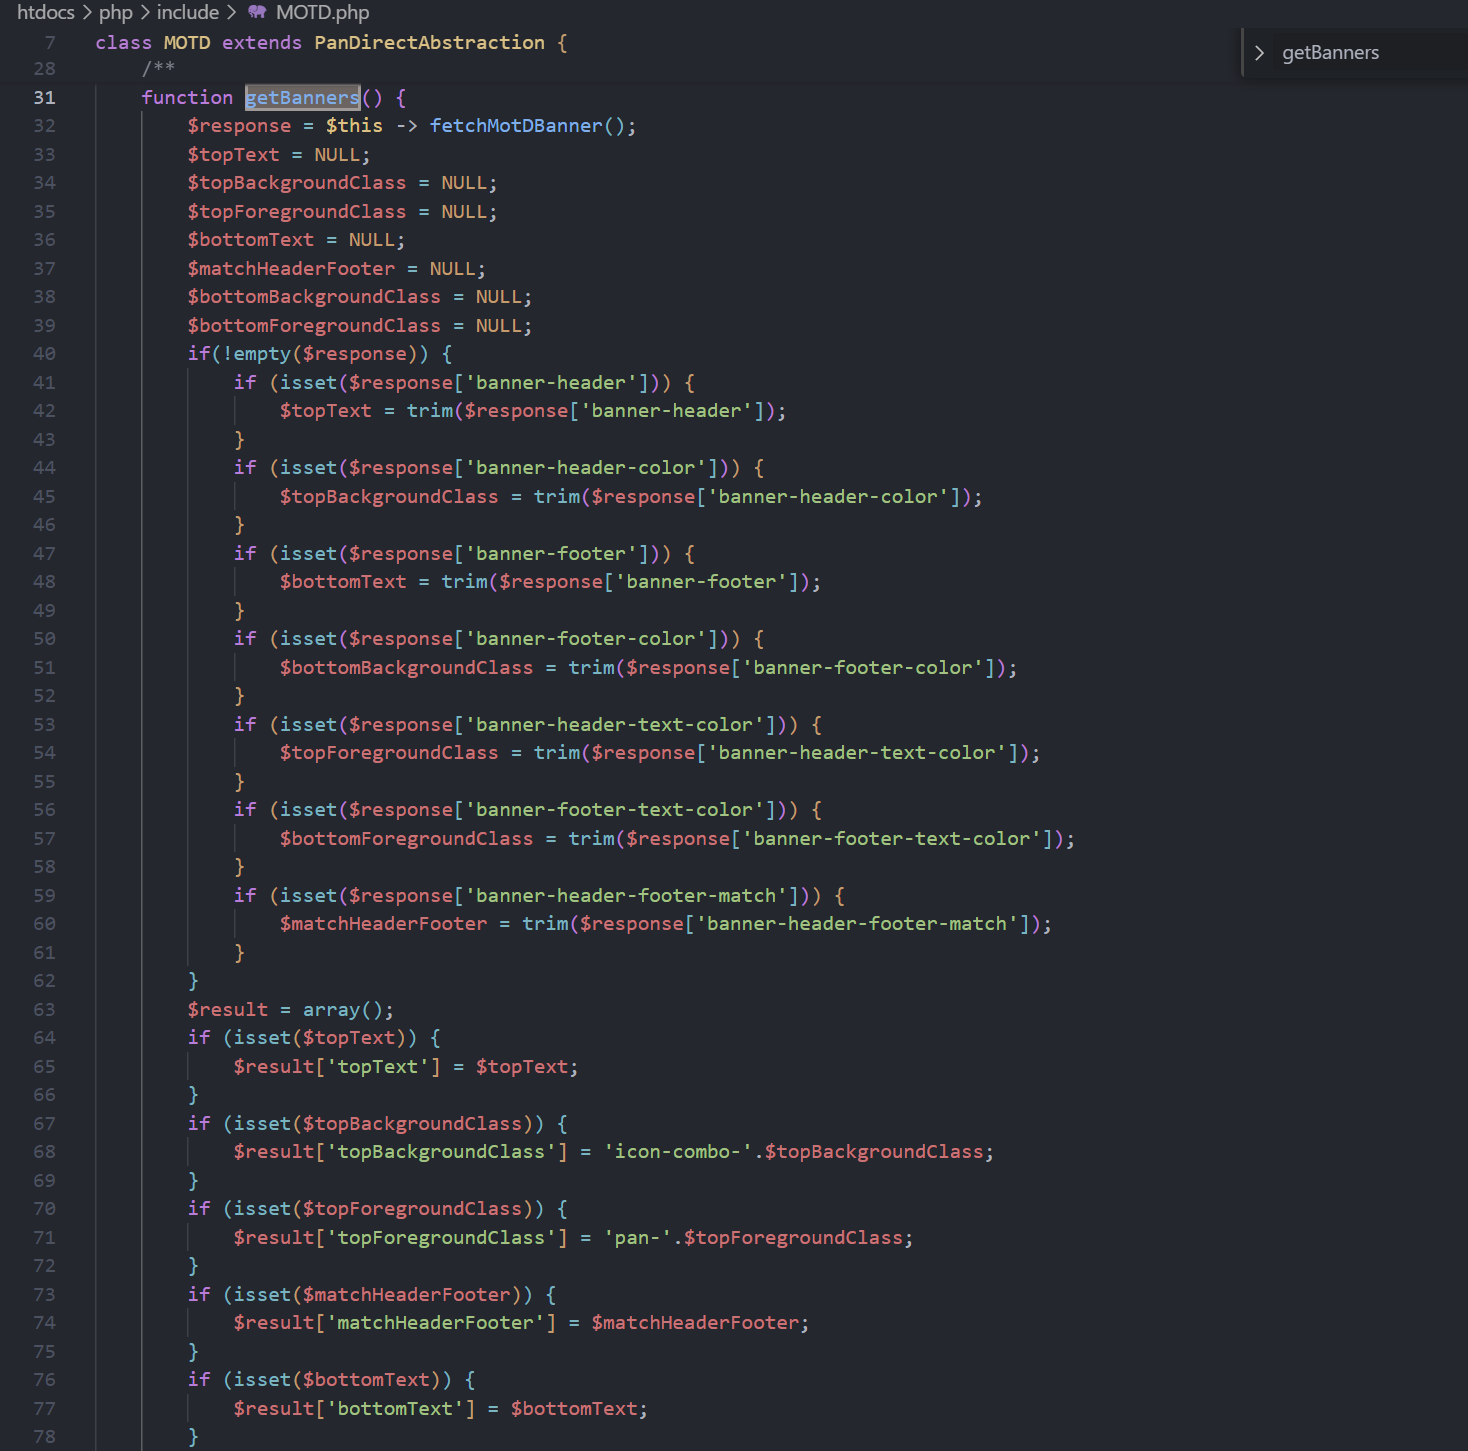 htdocs > php > include > MOTD.php
7 class MOTD extends PanDirectAbstraction {
getBanners
28 /**
31 function getBanners() {
32 $response = $this -> fetchMotDBanner();
33 $topText = NULL;
34 $topBackgroundClass = NULL;
35 $topForegroundClass = NULL;
36 $bottomText = NULL;
37 $matchHeaderFooter = NULL;
38 $bottomBackgroundClass = NULL;
39 $bottomForegroundClass = NULL;
40 if(!empty($response)) {
41 if (isset($response['banner-header'])) {
42 $topText = trim($response['banner-header']);
43 }
44 if (isset($response['banner-header-color'])) {
45 $topBackgroundClass = trim($response['banner-header-color']);
46 }
47 if (isset($response['banner-footer'])) {
48 $bottomText = trim($response['banner-footer']);
49 }
50 if (isset($response['banner-footer-color'])) {
51 $bottomBackgroundClass = trim($response['banner-footer-color']);
52 }
53 if (isset($response['banner-header-text-color'])) {
54 $topForegroundClass = trim($response['banner-header-text-color']);
55 }
56 if (isset($response['banner-footer-text-color'])) {
57 $bottomForegroundClass = trim($response['banner-footer-text-color']);
58 }
59 if (isset($response['banner-header-footer-match'])) {
60 $matchHeaderFooter = trim($response['banner-header-footer-match']);
61 }
62 }
63 $result = array();
64 if (isset($topText)) {
65 $result['topText'] = $topText;
66 }
67 if (isset($topBackgroundClass)) {
68 $result['topBackgroundClass'] = 'icon-combo-'.$topBackgroundClass;
69 }
70 if (isset($topForegroundClass)) {
71 $result['topForegroundClass'] = 'pan-'.$topForegroundClass;
72 }
73 if (isset($matchHeaderFooter)) {
74 $result['matchHeaderFooter'] = $matchHeaderFooter;
75 }
76 if (isset($bottomText)) {
77 $result['bottomText'] = $bottomText;
78 }